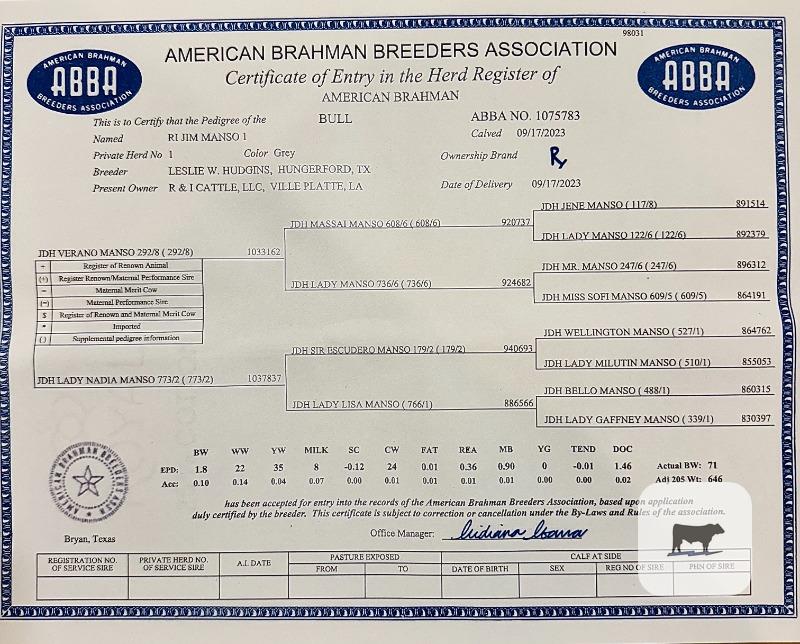 98031
AMERICAN BRAHMAN BREEDERS ASSOCIATION
Certificate of Entry in the Herd Register of
AMERICAN BRAHMAN
AMERICAN BRAHMAN
ABBA
BREEDERS ASSOCIATION
AMERICAN BRAHMAN
ABBA
BREEDERS ASSOCIATION
This is to Certify that the Pedigree of the BULL ABBA NO. 1075783
Named RI JIM MANSO 1 Calved 09/17/2023
Private Herd No 1 Color Grey Ownership Brand
Breeder LESLIE W. HUDGINS, HUNGERFORD, TX
Present Owner R & I CATTLE, LLC, VILLE PLATTE, LA Date of Delivery 09/17/2023
JDH JENE MANSO ( 117/8) 891514
JDH MASSAI MANSO 608/6 ( 608/6) 920737
JDH LADY MANSO 122/6 ( 122/6) 892379
JDH VERANO MANSO 292/8 ( 292/8) 1033162
JDH MR. MANSO 247/6 ( 247/6) 896312
JDH LADY MANSO 736/6 ( 736/6) 924682
JDH MISS SOFI MANSO 609/5 ( 609/5) 864191
+ Register of Renown Animal
(+) Register Renown/Maternal Performance Sire
- Maternal Merit Cow
(-) Maternal Performance Sire
$ Register of Renown and Maternal Merit Cow
* Imported
( ) Supplemental pedigree information
JDH WELLINGTON MANSO ( 527/1) 864762
JDH SIR ESCUDERO MANSO 179/2 ( 179/2) 940693
JDH LADY MILUTIN MANSO ( 510/1) 855053
JDH LADY NADIA MANSO 773/2 ( 773/2) 1037837
JDH BELLO MANSO ( 488/1) 860315
JDH LADY LISA MANSO ( 766/1) 886566
JDH LADY GAFFNEY MANSO ( 339/1) 830397
BW WW YW MILK SC CW FAT REA MB YG TEND DOC
EPD: 1.8 22 35 8 -0.12 24 0.01 0.36 0.90 0 -0.01 1.46 Actual BW: 71
Acc: 0.10 0.14 0.04 0.07 0.00 0.01 0.01 0.01 0.01 0.00 0.00 0.02 Adj 205 Wt: 646
AMERICAN BRAHMAN BREEDERS ASSN.
has been accepted for entry into the records of the American Brahman Breeders Association, based upon application
duly certified by the breeder. This certificate is subject to correction or cancellation under the By-Laws and Rules of the association.
Bryan, Texas
Office Manager:
REGISTRATION NO. OF SERVICE SIRE
PRIVATE HERD NO. OF SERVICE SIRE
A.I. DATE
PASTURE EXPOSED
FROM TO
CALF AT SIDE
DATE OF BIRTH SEX REG NO OF SIRE PHN OF SIRE